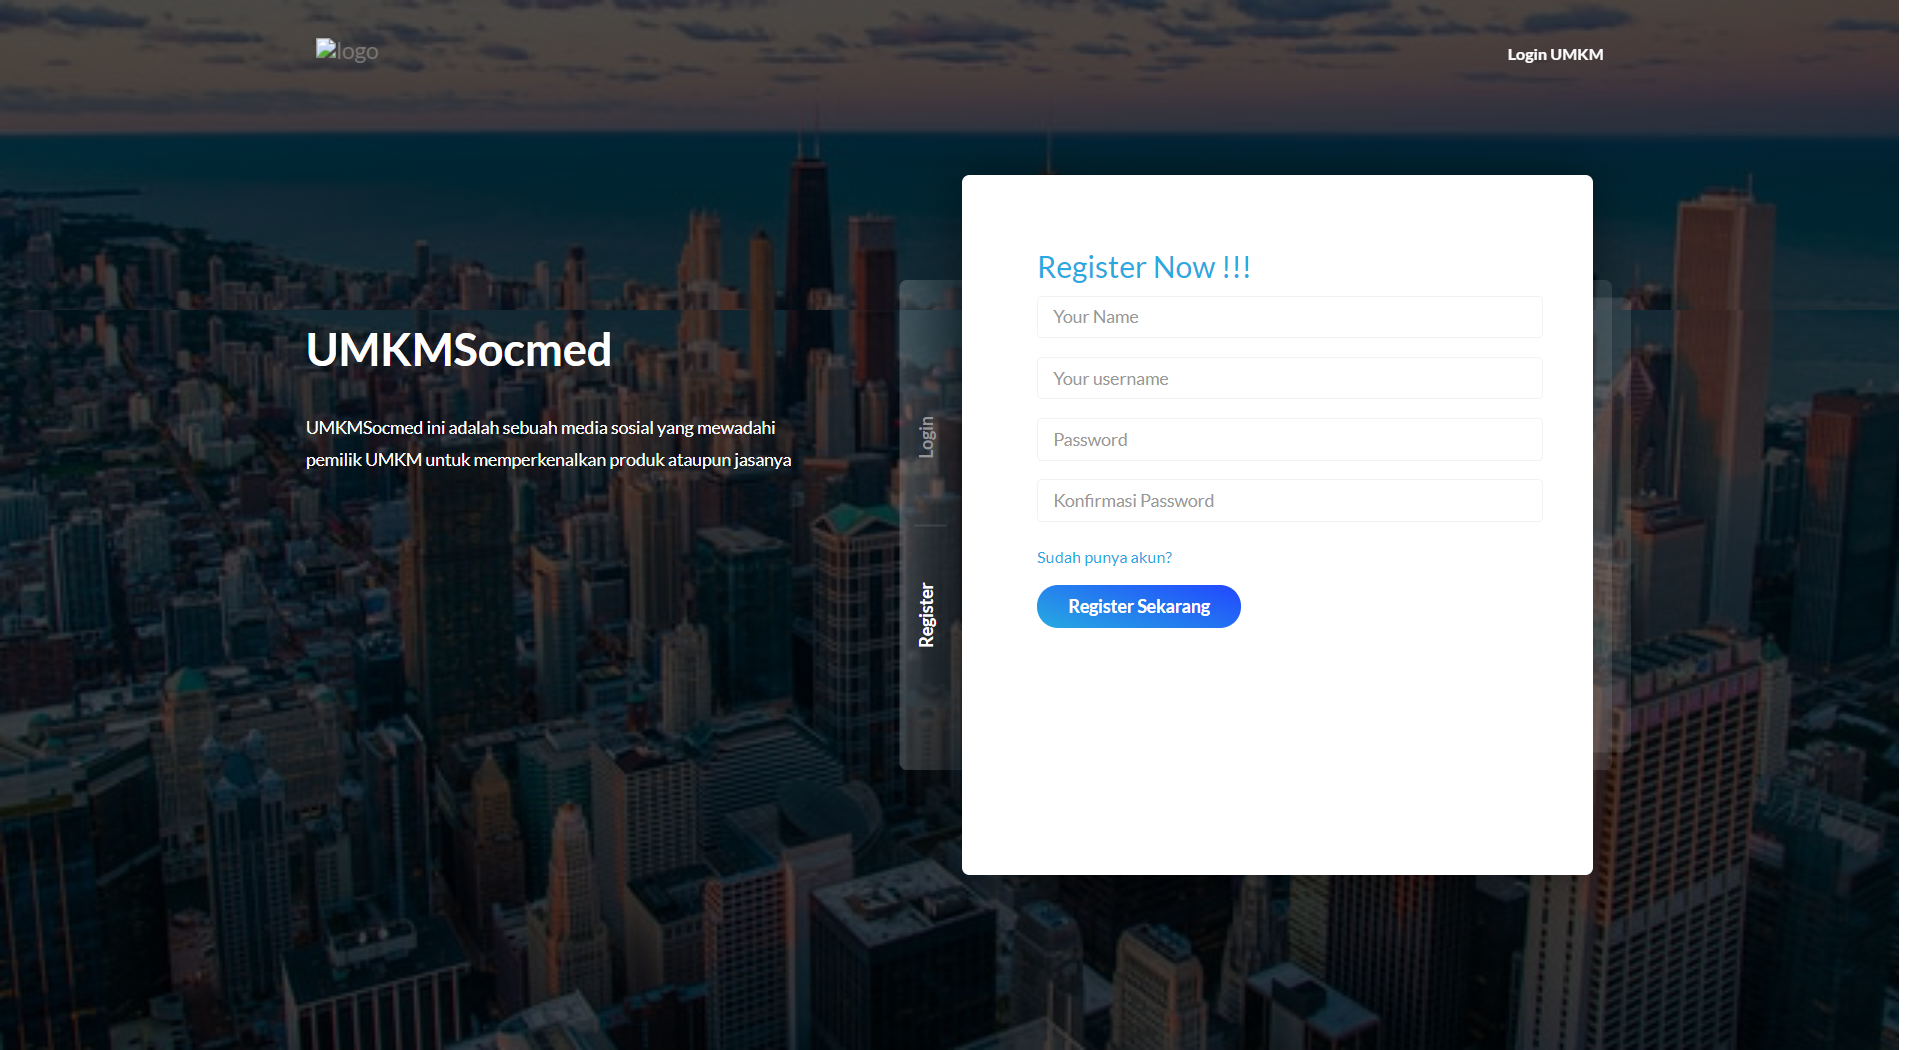 logo
Login UMKM
UMKMSocmed
UMKMSocmed ini adalah sebuah media sosial yang mewadahi
pemilik UMKM untuk memperkenalkan produk ataupun jasanya
Login
Register
Register Now !!!
Your Name
Your username
Password
Konfirmasi Password
Sudah punya akun?
Register Sekarang